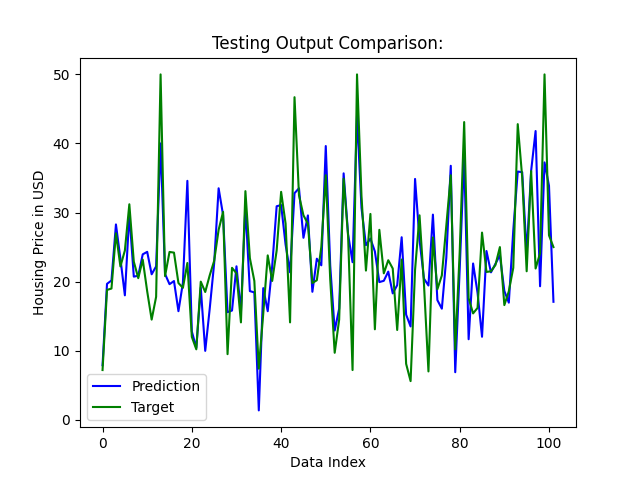 Testing Output Comparison:
50
40
30
20
10
0
Housing Price in USD
Prediction
Target
0 20 40 60 80 100
Data Index